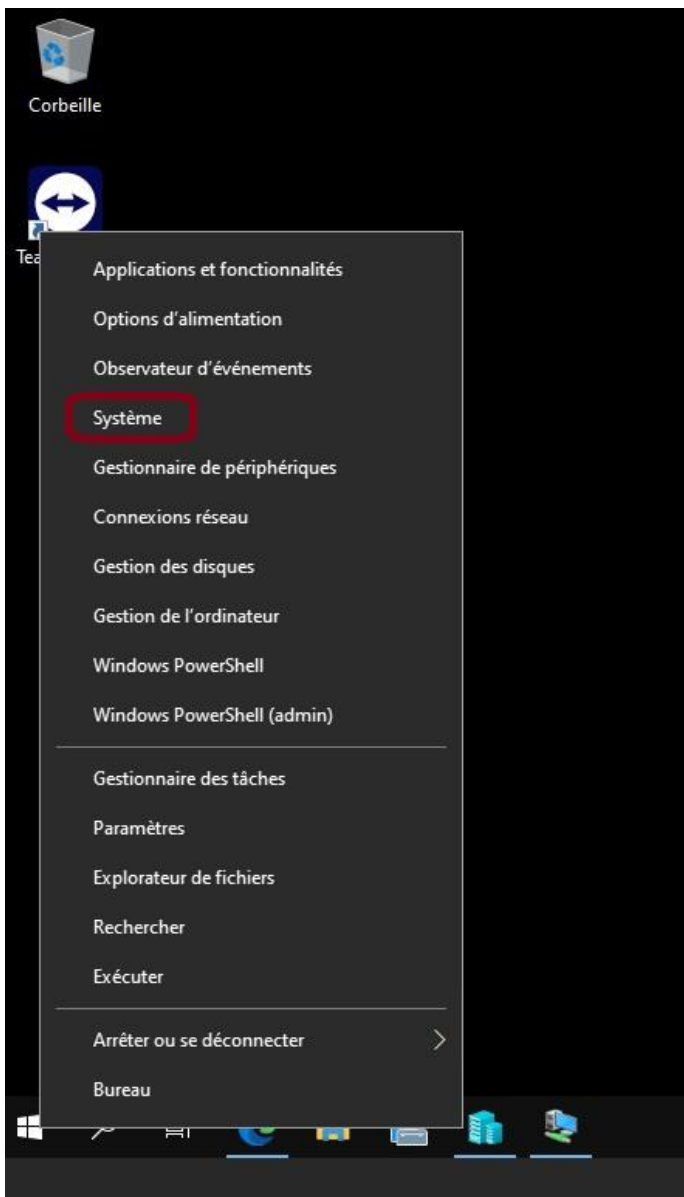 Corbeille
Tea
Applications et fonctionnalités
Options d'alimentation
Observateur d'événements
Système
Gestionnaire de périphériques
Connexions réseau
Gestion des disques
Gestion de l'ordinateur
Windows PowerShell
Windows PowerShell (admin)
Gestionnaire des tâches
Paramètres
Explorateur de fichiers
Rechercher
Exécuter
Arrêter ou se déconnecter
Bureau